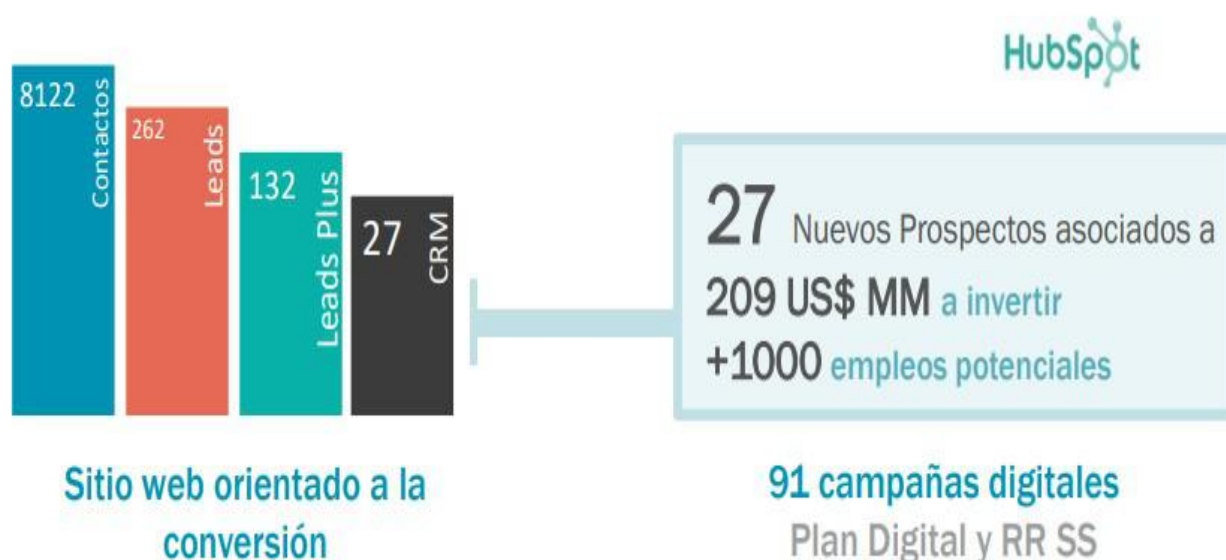 HubSpot
8122
Contactos
262
Leads
132
Leads Plus
27
CRM
27 Nuevos Prospectos asociados a
209 US$ MM a invertir
+1000 empleos potenciales
Sitio web orientado a la
conversión
91 campañas digitales
Plan Digital y RR SS